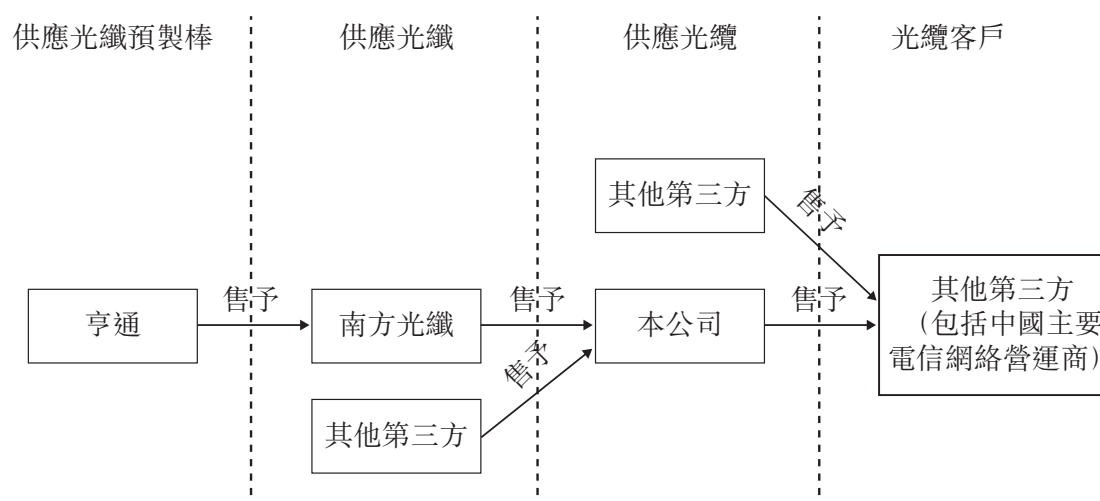 供應光纖預製棒
供應光纖
供應光纜
光纜客戶
其他第三方
售予
亨通
售予
南方光纖
售予
本公司
售予
其他第三方
（包括中國主要
電信網絡營運商）
售予
其他第三方